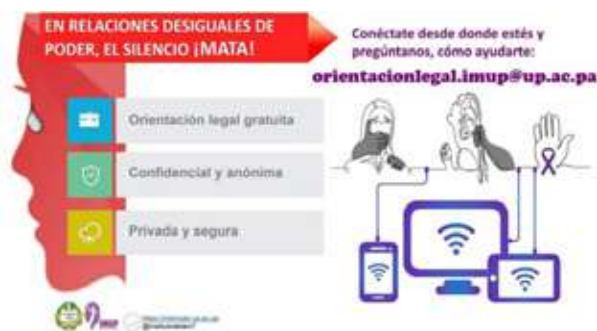 EN RELACIONES DESIGUALES DE
PODER, EL SILENCIO ¡MATA!
Conéctate desde donde estés y
pregúntanos, cómo ayudarte:
orientacionlegal.imup@up.ac.pa
Orientación legal gratuita
Confidencial y anónima
Privada y segura
IMUP